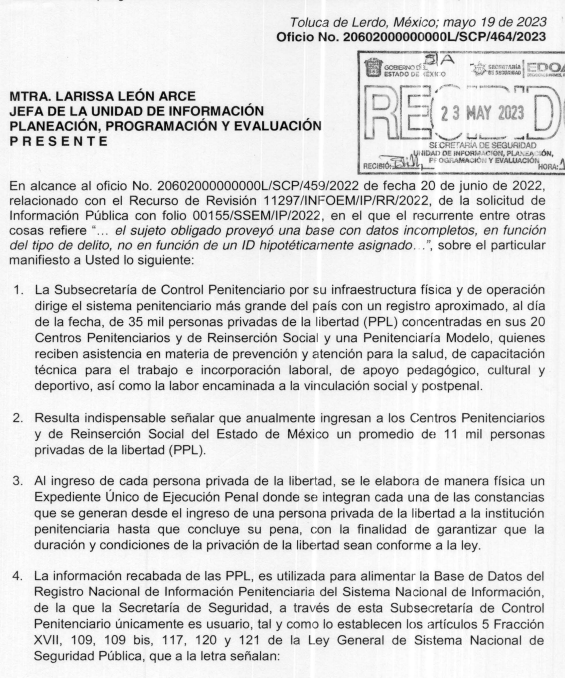 Toluca de Lerdo, México; mayo 19 de 2023
Oficio No. 20602000000000L/SCP/464/2023
GOBIERNO DEL
ESTADO DE MÉXICO
SECRETARÍA
DE SEGURIDAD
EDO
23 MAY 2023
SECRETARIA DE SEGURIDAD
UNIDAD DE INFORMACIÓN, PLANEACIÓN,
PROGRAMACIÓN Y EVALUACIÓN
RECIBIÓ:
HORA:
MTRA. LARISSA LEÓN ARCE
JEFA DE LA UNIDAD DE INFORMACIÓN
PLANEACIÓN, PROGRAMACIÓN Y EVALUACIÓN
P R E S E N T E
En alcance al oficio No. 20602000000000L/SCP/459/2022 de fecha 20 de junio de 2022,
relacionado con el Recurso de Revisión 11297/INFOEM/IP/RR/2022, de la solicitud de
Información Pública con folio 00155/SSEM/IP/2022, en el que el recurrente entre otras
cosas refiere “… el sujeto obligado proveyó una base con datos incompletos, en función
del tipo de delito, no en función de un ID hipotéticamente asignado…”, sobre el particular
manifiesto a Usted lo siguiente:
1. La Subsecretaría de Control Penitenciario por su infraestructura física y de operación
dirige el sistema penitenciario más grande del país con un registro aproximado, al día
de la fecha, de 35 mil personas privadas de la libertad (PPL) concentradas en sus 20
Centros Penitenciarios y de Reinserción Social y una Penitenciaría Modelo, quienes
reciben asistencia en materia de prevención y atención para la salud, de capacitación
técnica para el trabajo e incorporación laboral, de apoyo pedagógico, cultural y
deportivo, así como la labor encaminada a la vinculación social y postpenal.
2. Resulta indispensable señalar que anualmente ingresan a los Centros Penitenciarios
y de Reinserción Social del Estado de México un promedio de 11 mil personas
privadas de la libertad (PPL).
3. Al ingreso de cada persona privada de la libertad, se le elabora de manera física un
Expediente Único de Ejecución Penal donde se integran cada una de las constancias
que se generan desde el ingreso de una persona privada de la libertad a la institución
penitenciaria hasta que concluye su pena, con la finalidad de garantizar que la
duración y condiciones de la privación de la libertad sean conforme a la ley.
4. La información recabada de las PPL, es utilizada para alimentar la Base de Datos del
Registro Nacional de Información Penitenciaria del Sistema Nacional de Información,
de la que la Secretaría de Seguridad, a través de esta Subsecretaría de Control
Penitenciario únicamente es usuario, tal y como lo establecen los artículos 5 Fracción
XVII, 109, 109 bis, 117, 120 y 121 de la Ley General de Sistema Nacional de
Seguridad Pública, que a la letra señalan: